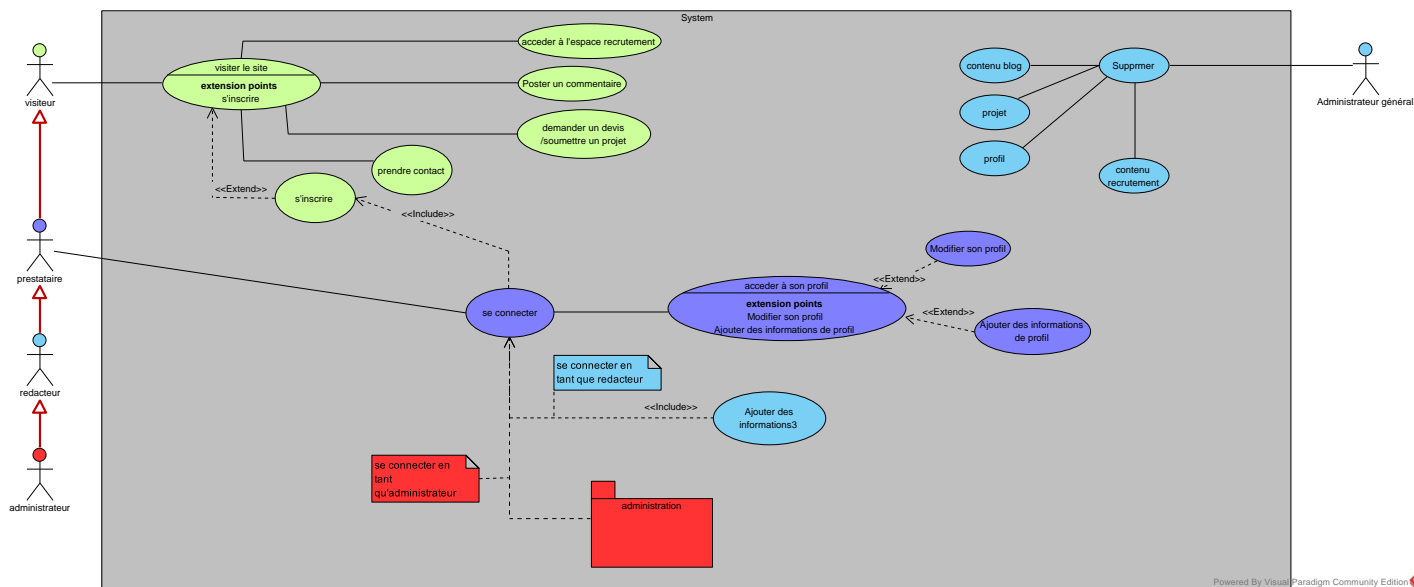 System
visiteur
visiter le site
extension points
s'inscrire
acceder à l'espace recrutement
Poster un commentaire
demander un devis
/soumettre un projet
prendre contact
<<Extend>>
s'inscrire
<<Include>>
contenu blog
Supprmer
projet
profil
contenu
recrutement
Administrateur général
prestataire
se connecter
acceder à son profil
extension points
Modifier son profil
Ajouter des informations de profil
Modifier son profil
<<Extend>>
<<Extend>>
Ajouter des informations
de profil
redacteur
se connecter en
tant que redacteur
<<Include>>
Ajouter des
informations3
administrateur
se connecter en
tant
qu'administrateur
administration
Powered By Visual Paradigm Community Edition